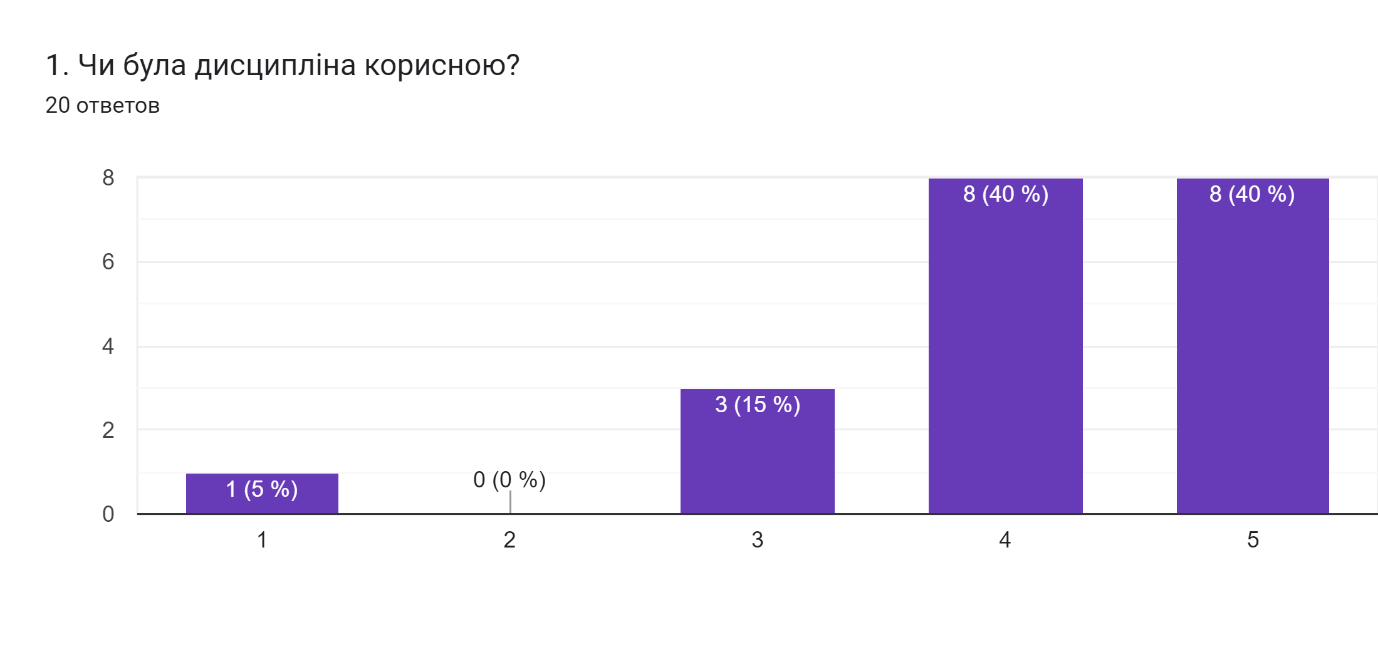 1. Чи була дисципліна корисною?
20 ответов
8
6
4
2
0
1 (5 %)
0 (0 %)
3 (15 %)
8 (40 %)
8 (40 %)
1
2
3
4
5